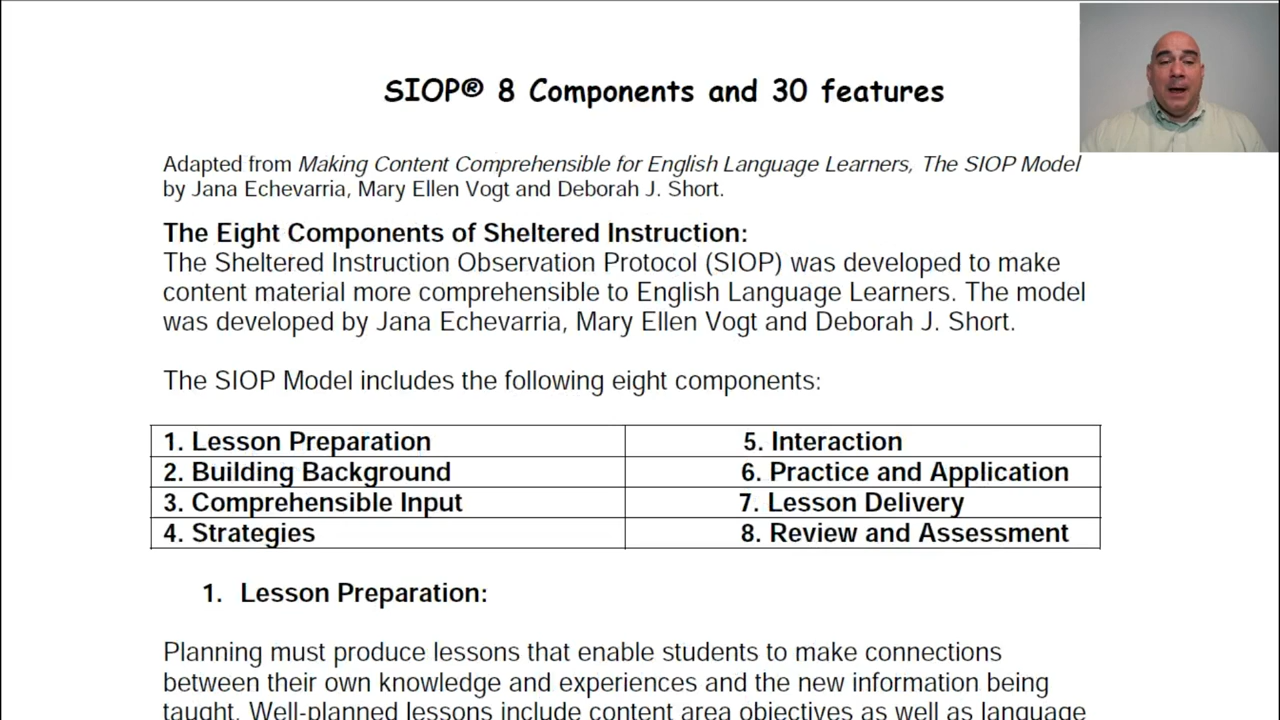 SIOP® 8 Components and 30 features
Adapted from Making Content Comprehensible for English Language Learners, The SIOP Model
by Jana Echevarria, Mary Ellen Vogt and Deborah J. Short.
The Eight Components of Sheltered Instruction:
The Sheltered Instruction Observation Protocol (SIOP) was developed to make
content material more comprehensible to English Language Learners. The model
was developed by Jana Echevarria, Mary Ellen Vogt and Deborah J. Short.
The SIOP Model includes the following eight components:
1. Lesson Preparation
5. Interaction
2. Building Background
6. Practice and Application
3. Comprehensible Input
7. Lesson Delivery
4. Strategies
8. Review and Assessment
1. Lesson Preparation:
Planning must produce lessons that enable students to make connections
between their own knowledge and experiences and the new information being
taught. Well-planned lessons include content area objectives as well as language